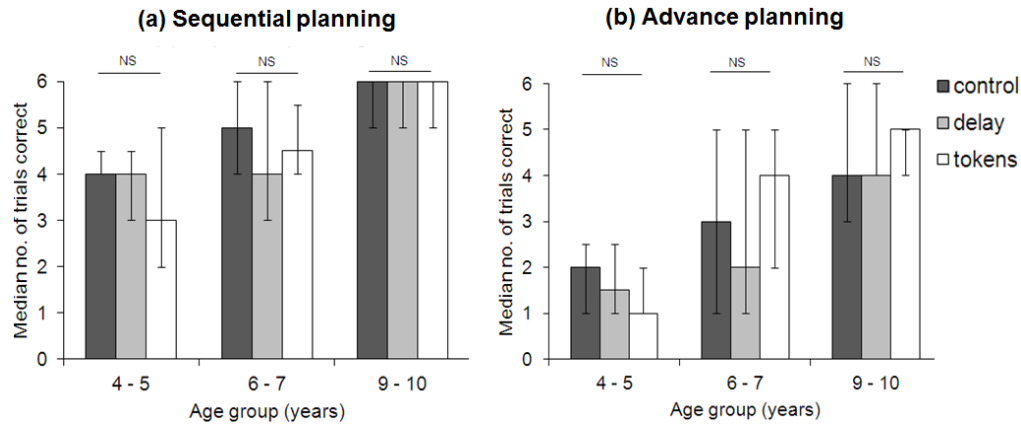 (a) Sequential planning
NS NS NS
6
5
4
3
2
1
0
Median no. of trials correct
4 - 5 6 - 7 9 - 10
Age group (years)
(b) Advance planning
NS NS NS
6
5
4
3
2
1
0
Median no. of trials correct
4 - 5 6 - 7 9 - 10
Age group (years)
control
delay
tokens